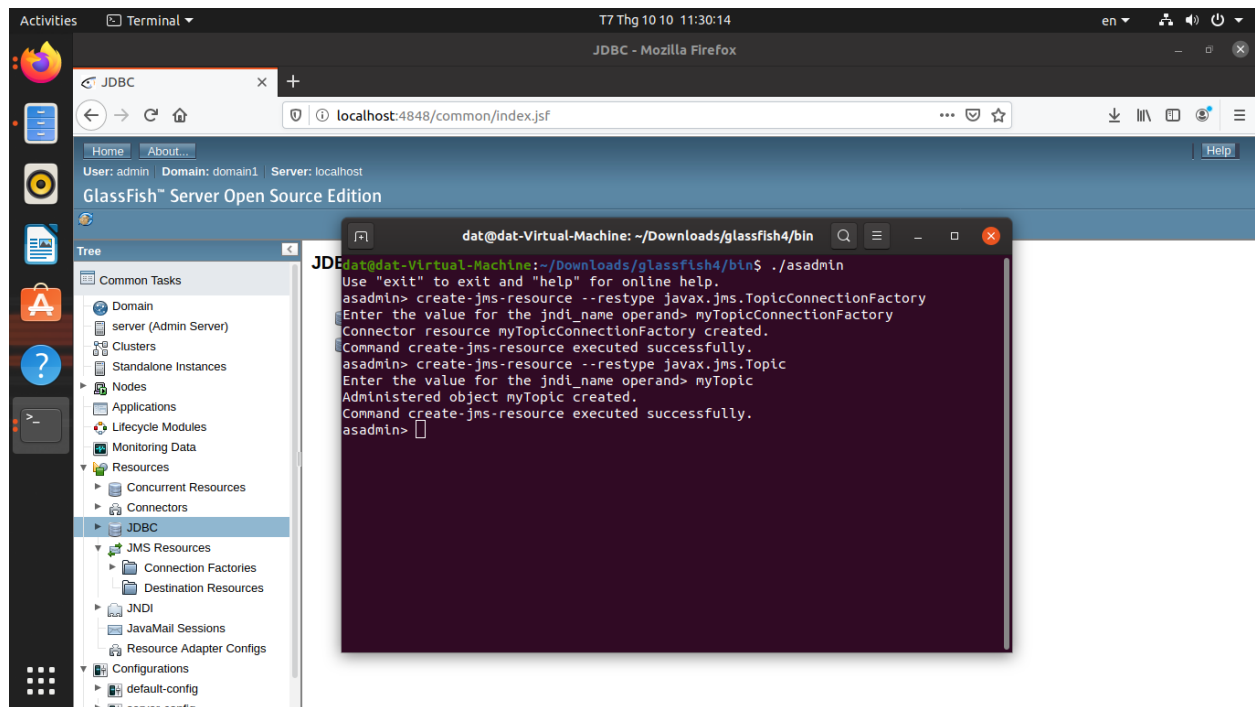 Activities
Terminal
T7 Thg 10 10 11:30:14
en
JDBC - Mozilla Firefox
JDBC
localhost:4848/common/index.jsf
Home About...
Help
User: admin Domain: domain1 Server: localhost
GlassFish™ Server Open Source Edition
Tree
Common Tasks
Domain
server (Admin Server)
Clusters
Standalone Instances
Nodes
Applications
Lifecycle Modules
Monitoring Data
Resources
Concurrent Resources
Connectors
JDBC
JMS Resources
Connection Factories
Destination Resources
JNDI
JavaMail Sessions
Resource Adapter Configs
Configurations
default-config
dat@dat-Virtual-Machine: ~/Downloads/glassfish4/bin
dat@dat-Virtual-Machine:~/Downloads/glassfish4/bin$ ./asadmin
Use "exit" to exit and "help" for online help.
asadmin> create-jms-resource --restype javax.jms.TopicConnectionFactory
Enter the value for the jndi_name operand> myTopicConnectionFactory
Connector resource myTopicConnectionFactory created.
Command create-jms-resource executed successfully.
asadmin> create-jms-resource --restype javax.jms.Topic
Enter the value for the jndi_name operand> myTopic
Administered object myTopic created.
Command create-jms-resource executed successfully.
asadmin>